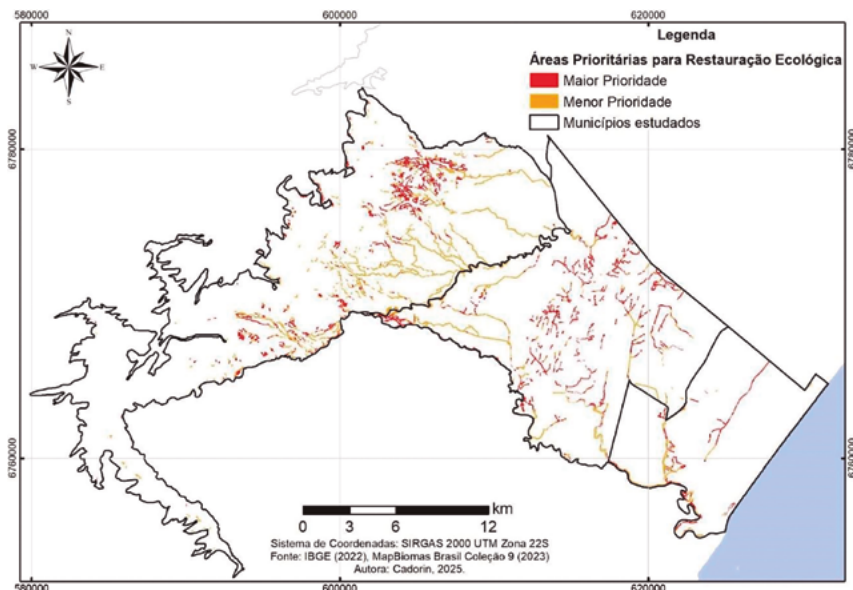 580000
600000
620000
N
W
E
S
Legenda
Áreas Prioritárias para Restauração Ecológica
Maior Prioridade
Menor Prioridade
Municípios estudados
6780000
6780000
6760000
6760000
km
0 3 6 12
Sistema de Coordenadas: SIRGAS 2000 UTM Zona 22S
Fonte: IBGE (2022), MapBiomas Brasil Coleção 9 (2023)
Autora: Cadorin, 2025.
580000
600000
620000